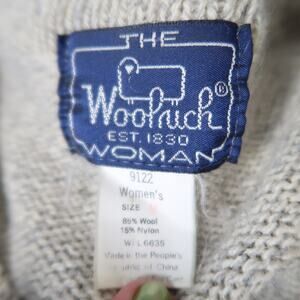 THE
Woolrich®
EST. 1830
WOMAN
9122
Women's
SIZE
85% Wool
15% Nylon
WPL 6635
Made in the People's
Republic of China